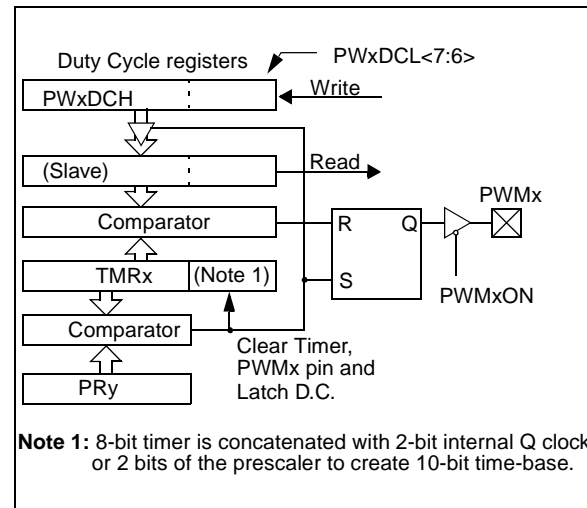 Duty Cycle registers
PWxDCL<7:6>
PWxDCH
Write
(Slave)
Read
Comparator
R
Q
PWMx
TMRx
(Note 1)
S
PWMxON
Comparator
Clear Timer,
PWMx pin and
Latch D.C.
PRy
Note 1: 8-bit timer is concatenated with 2-bit internal Q clock
or 2 bits of the prescaler to create 10-bit time-base.